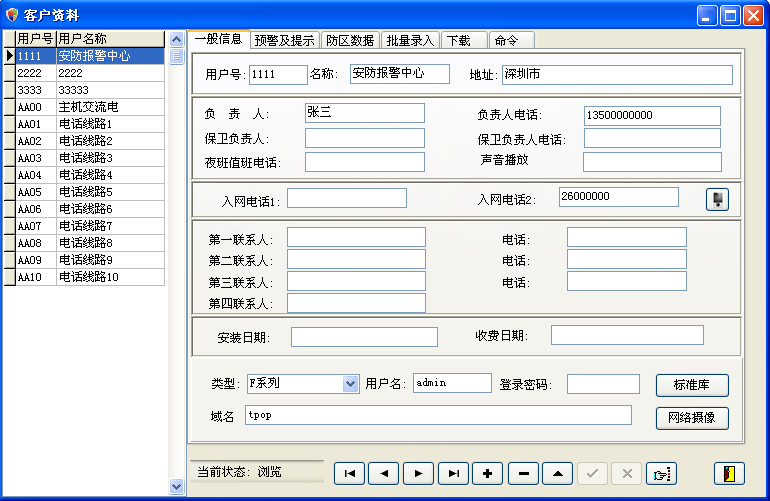 客户资料
用户号 用户名称
1111 安防报警中心
2222 2222
3333 33333
AA00 主机交流电
AA01 电话线路1
AA02 电话线路2
AA03 电话线路3
AA04 电话线路4
AA05 电话线路5
AA06 电话线路6
AA07 电话线路7
AA08 电话线路8
AA09 电话线路9
AA10 电话线路10
一般信息 预警及提示 防区数据 批量录入 下载 命令
用户号: 1111 名称: 安防报警中心 地址: 深圳市
负 责 人: 张三 负责人电话: 13500000000
保卫负责人: 保卫负责人电话:
夜班值班电话: 声音播放
入网电话1: 入网电话2: 26000000
第一联系人: 电话:
第二联系人: 电话:
第三联系人: 电话:
第四联系人:
安装日期: 收费日期:
类型: F系列 用户名: admin 登录密码: 标准库
域名 tpop 网络摄像
当前状态: 浏览